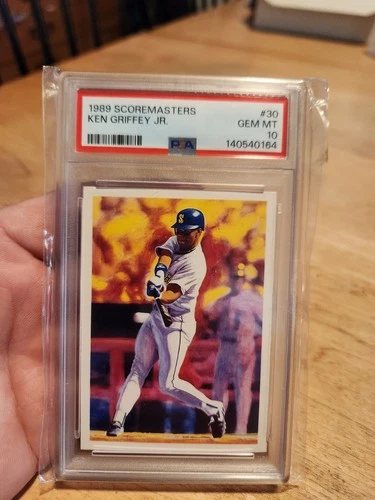 1989 SCOREMASTERS #30
KEN GRIFFEY JR. GEM MT
10
PSA 140540164
S